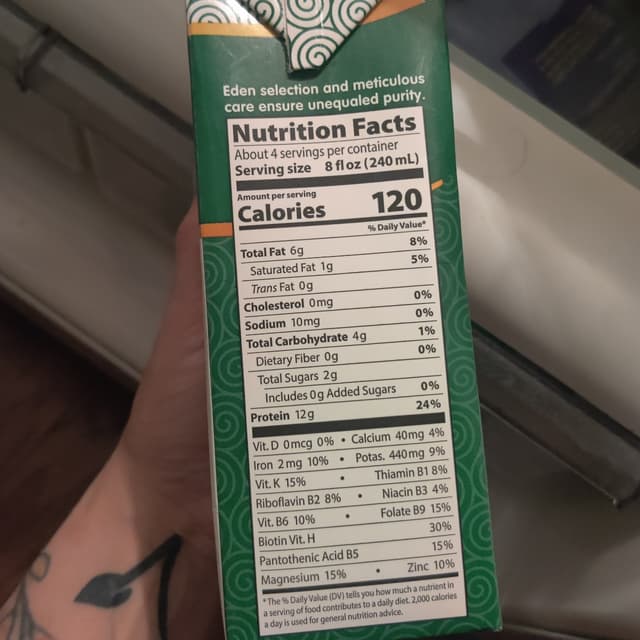 Eden selection and meticulous
care ensure unequaled purity.
Nutrition Facts
About 4 servings per container
Serving size 8 fl oz (240 mL)
Amount per serving
Calories 120
% Daily Value*
Total Fat 6g 8%
Saturated Fat 1g 5%
Trans Fat 0g
Cholesterol 0mg 0%
Sodium 10mg 0%
Total Carbohydrate 4g 1%
Dietary Fiber 0g 0%
Total Sugars 2g
Includes 0g Added Sugars 0%
Protein 12g 24%
Vit. D 0mcg 0% • Calcium 40mg 4%
Iron 2mg 10% • Potas. 440mg 9%
Vit. K 15% • Thiamin B1 8%
Riboflavin B2 8% • Niacin B3 4%
Vit. B6 10% • Folate B9 15%
Biotin Vit. H 30%
Pantothenic Acid B5 15%
Magnesium 15% • Zinc 10%
* The % Daily Value (DV) tells you how much a nutrient in
a serving of food contributes to a daily diet. 2,000 calories
a day is used for general nutrition advice.